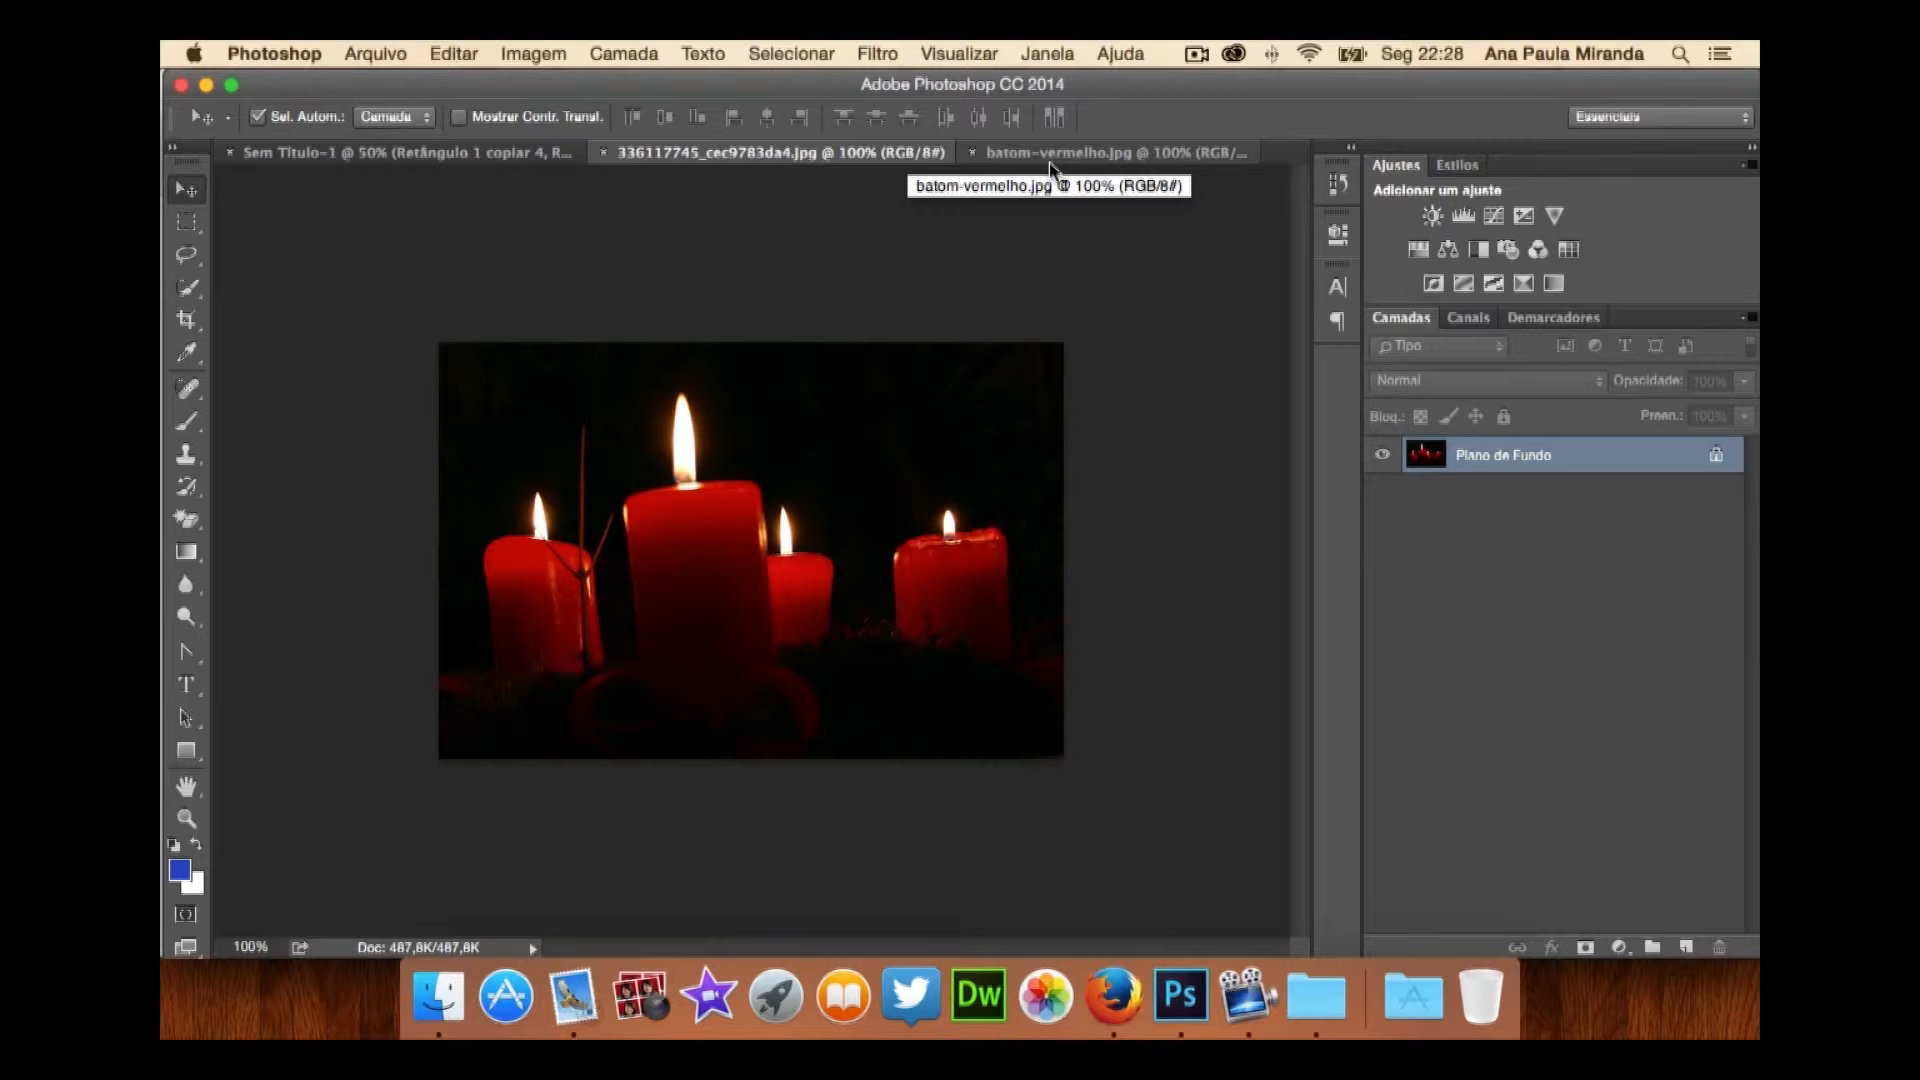 Photoshop Arquivo Editar Imagem Camada Texto Selecionar Filtro Visualizar Janela Ajuda Seg 22:28 Ana Paula Miranda
Adobe Photoshop CC 2014
Sel. Autom.: Camada Mostrar Contr. Transf. Essenciais
Sem Título-1 @ 50% (Retângulo 1 copiar 4, R... 336117745_cec9783da4.jpg @ 100% (RGB/8#) batom-vermelho.jpg @ 100% (RGB/...
batom-vermelho.jpg @ 100% (RGB/8#)
Ajustes Estilos
Adicionar um ajuste
Camadas Canais Demarcadores
Tipo
Normal Opacidade: 100%
Bloq.: Preen.: 100%
Plano de Fundo
100% Doc: 487,8K/487,8K
Dw Ps